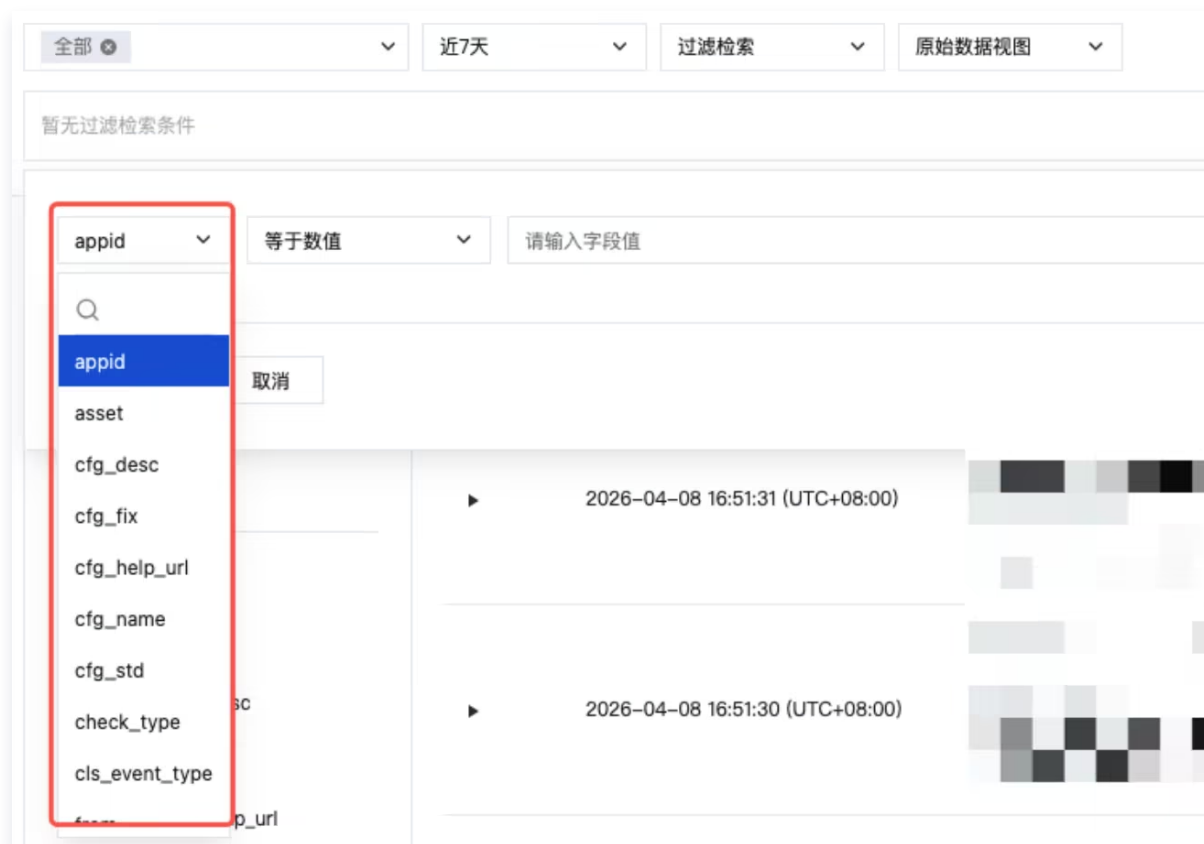 全部 近7天 过滤检索 原始数据视图
暂无过滤检索条件
appid 等于数值 请输入字段值
appid
取消
asset
cfg_desc
cfg_fix
2026-04-08 16:51:31 (UTC+08:00)
cfg_help_url
cfg_name
cfg_std
sc
2026-04-08 16:51:30 (UTC+08:00)
check_type
cls_event_type
p_url